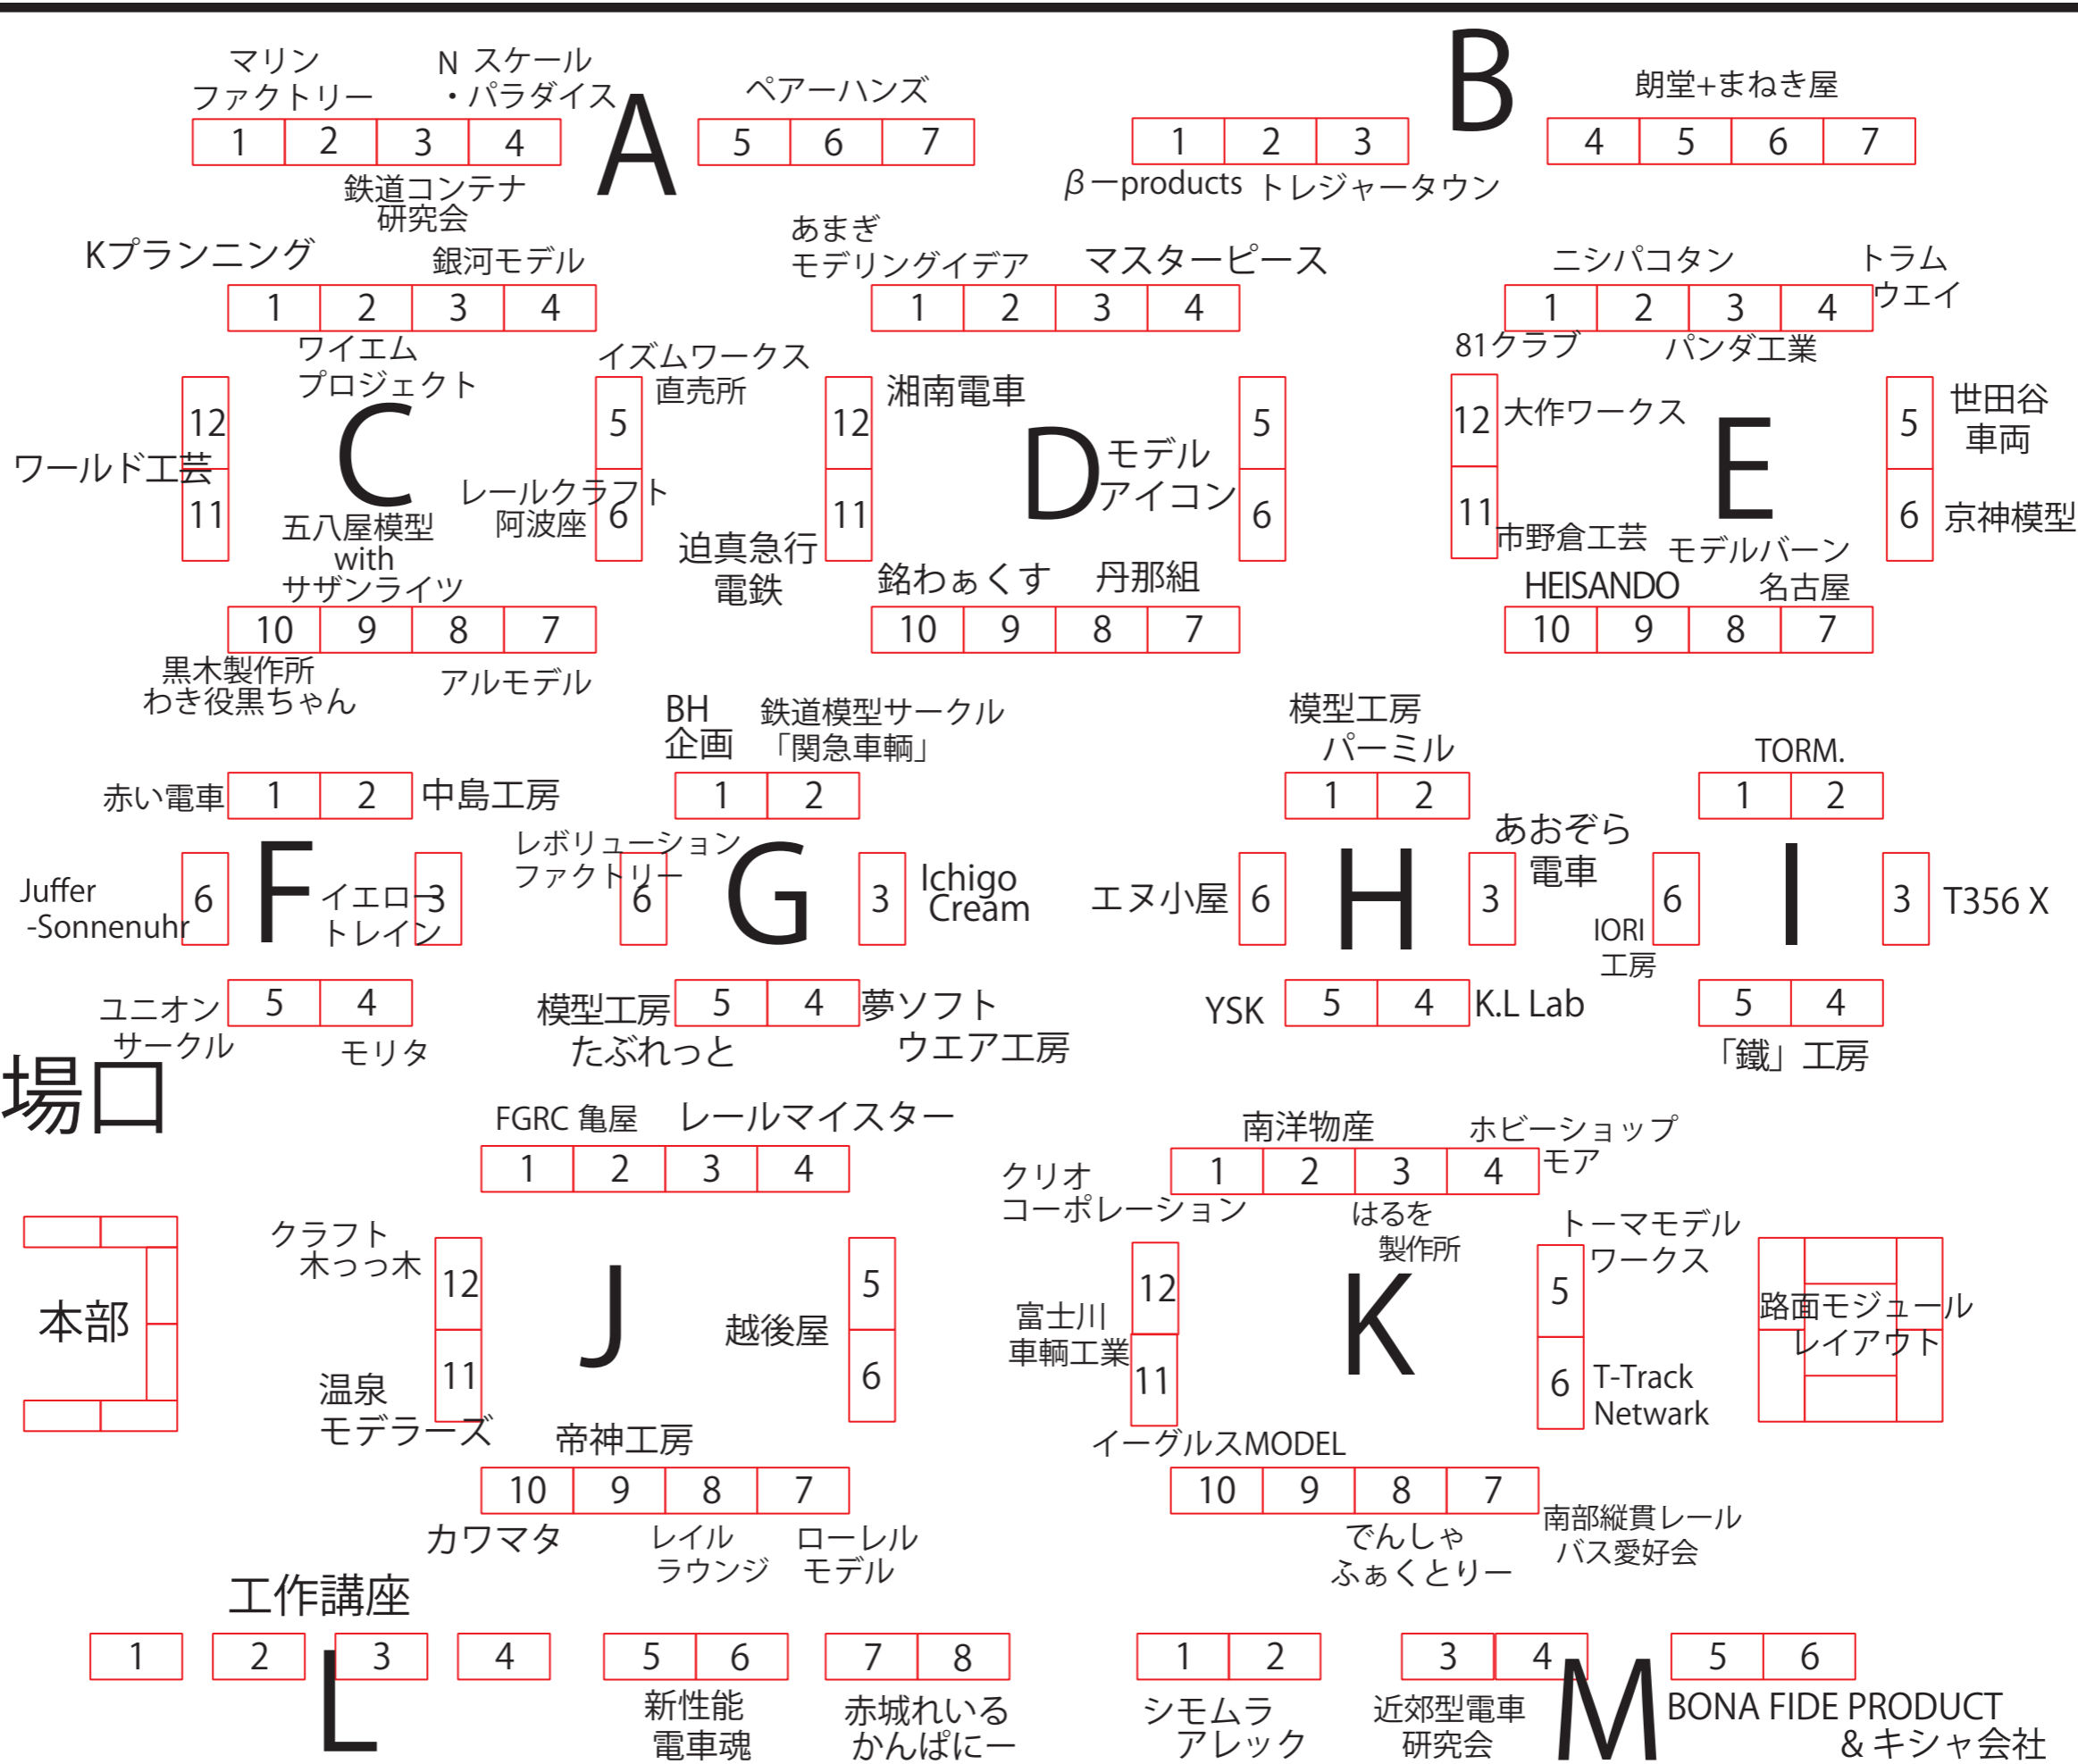 マリン
ファクトリー
N スケール
・パラダイス
A
ペアーハンズ
B
朗堂+まねき屋
1 2 3 4
5 6 7
1 2 3
4 5 6 7
鉄道コンテナ
研究会
β－products
トレジャータウン
Kプランニング
銀河モデル
あまぎ
モデリングイデア
マスターピース
ニシパコタン
トラム
ウエイ
1 2 3 4
1 2 3 4
1 2 3 4
ワイエム
プロジェクト
イズムワークス
直売所
湘南電車
81クラブ
パンダ工業
12
C
5
12
D
5
12
大作ワークス
E
5
世田谷
車両
ワールド工芸
11
レールクラフト
阿波座
6
11
モデル
アイコン
6
11
市野倉工芸
6
京神模型
五八屋模型
with
サザンライツ
迫真急行
電鉄
銘わぁくす
丹那組
HEISANDO
モデルバーン
名古屋
10 9 8 7
10 9 8 7
10 9 8 7
黒木製作所
わき役黒ちゃん
アルモデル
BH
企画
鉄道模型サークル
「関急車輌」
模型工房
パーミル
TORM.
赤い電車
1 2
中島工房
1 2
1 2
1 2
Juffer
-Sonnenuhr
6
F
イエロー
トレイン
3
レボリューション
ファクトリー
6
G
3
Ichigo
Cream
エヌ小屋
6
H
3
あおぞら
電車
IORI
工房
6
I
3
T356 X
ユニオン
サークル
5 4
モリタ
模型工房
たぶれっと
5 4
夢ソフト
ウエア工房
YSK
5 4
K.L Lab
5 4
「鐵」工房
場口
FGRC 亀屋
レールマイスター
南洋物産
ホビーショップ
モア
1 2 3 4
クリオ
コーポレーション
1 2 3 4
はるを
製作所
本部
クラフト
木っっ木
12
J
5
12
K
5
トーマモデル
ワークス
路面モジュール
レイアウト
温泉
モデラーズ
11
越後屋
6
富士川
車輌工業
11
6
T-Track
Netwark
帝神工房
イーグルスMODEL
10 9 8 7
10 9 8 7
カワマタ
レイル
ラウンジ
ローレル
モデル
でんしゃ
ふぁくとりー
南部縦貫レール
バス愛好会
工作講座
1 2 3 4
L
5 6
7 8
1 2
3 4
M
5 6
新性能
電車魂
赤城れいる
かんぱにー
シモムラ
アレック
近郊型電車
研究会
BONA FIDE PRODUCT
& キシャ会社